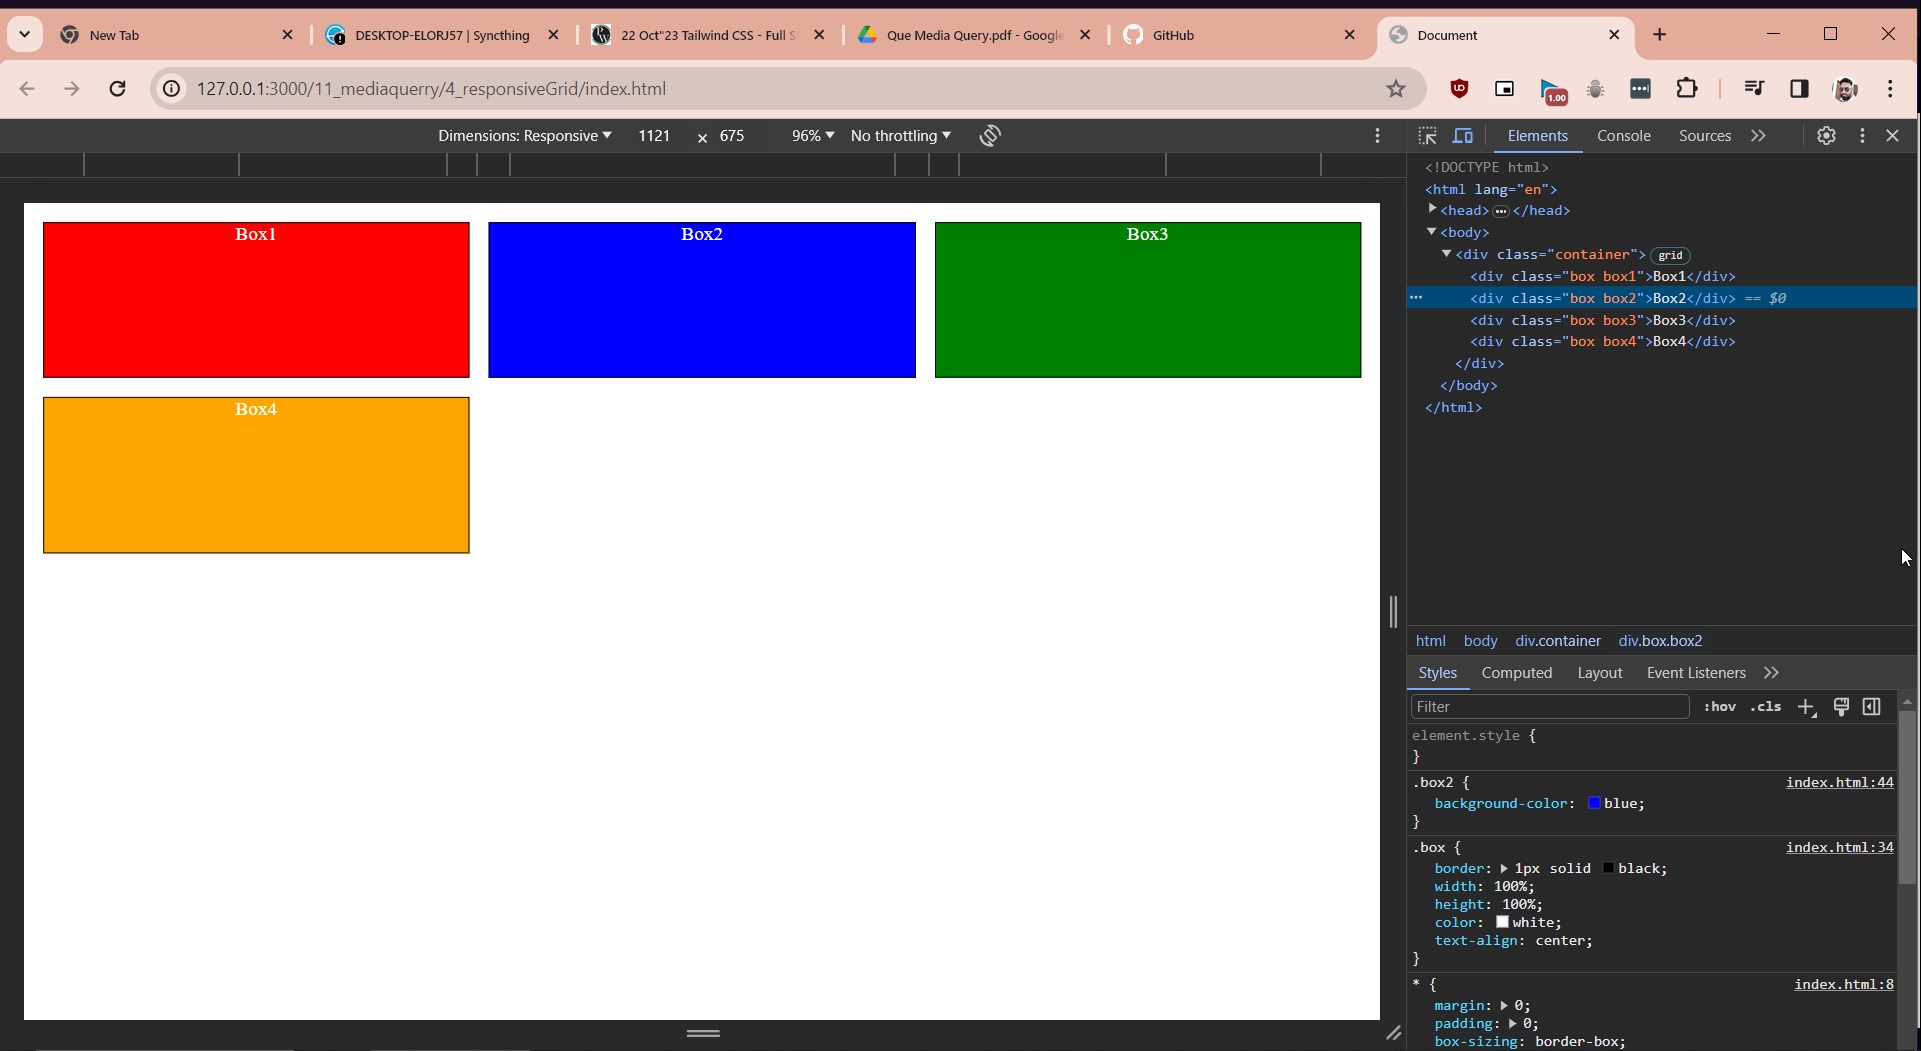 New Tab
DESKTOP-ELORJ57 | Syncthing
22 Oct"23 Tailwind CSS - Full S
Que Media Query.pdf - Google
GitHub
Document
127.0.0.1:3000/11_mediaquerry/4_responsiveGrid/index.html
1.00
Dimensions: Responsive 1121 × 675 96% No throttling
Elements Console Sources
<!DOCTYPE html>
<html lang="en">
<head> ••• </head>
<body>
<div class="container"> grid
<div class="box box1">Box1</div>
<div class="box box2">Box2</div> == $0
<div class="box box3">Box3</div>
<div class="box box4">Box4</div>
</div>
</body>
</html>
Box1
Box2
Box3
Box4
html body div.container div.box.box2
Styles Computed Layout Event Listeners
Filter :hov .cls
element.style {
}
.box2 { index.html:44
background-color: blue;
}
.box { index.html:34
border: 1px solid black;
width: 100%;
height: 100%;
color: white;
text-align: center;
}
* { index.html:8
margin: 0;
padding: 0;
box-sizing: border-box;